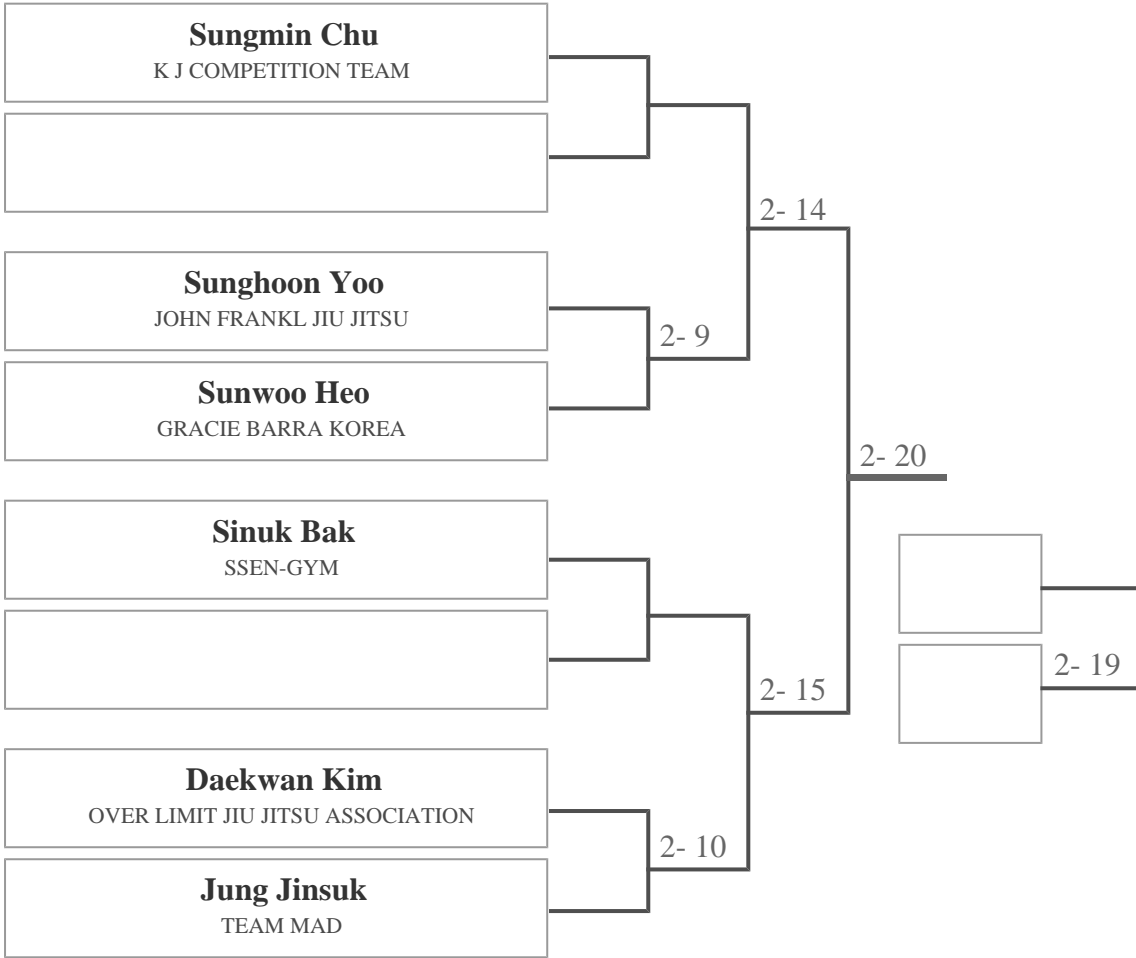 Sungmin Chu
K J COMPETITION TEAM
2- 14
Sunghoon Yoo
JOHN FRANKL JIU JITSU
2- 9
Sunwoo Heo
GRACIE BARRA KOREA
2- 20
Sinuk Bak
SSEN-GYM
2- 19
2- 15
Daekwan Kim
OVER LIMIT JIU JITSU ASSOCIATION
2- 10
Jung Jinsuk
TEAM MAD